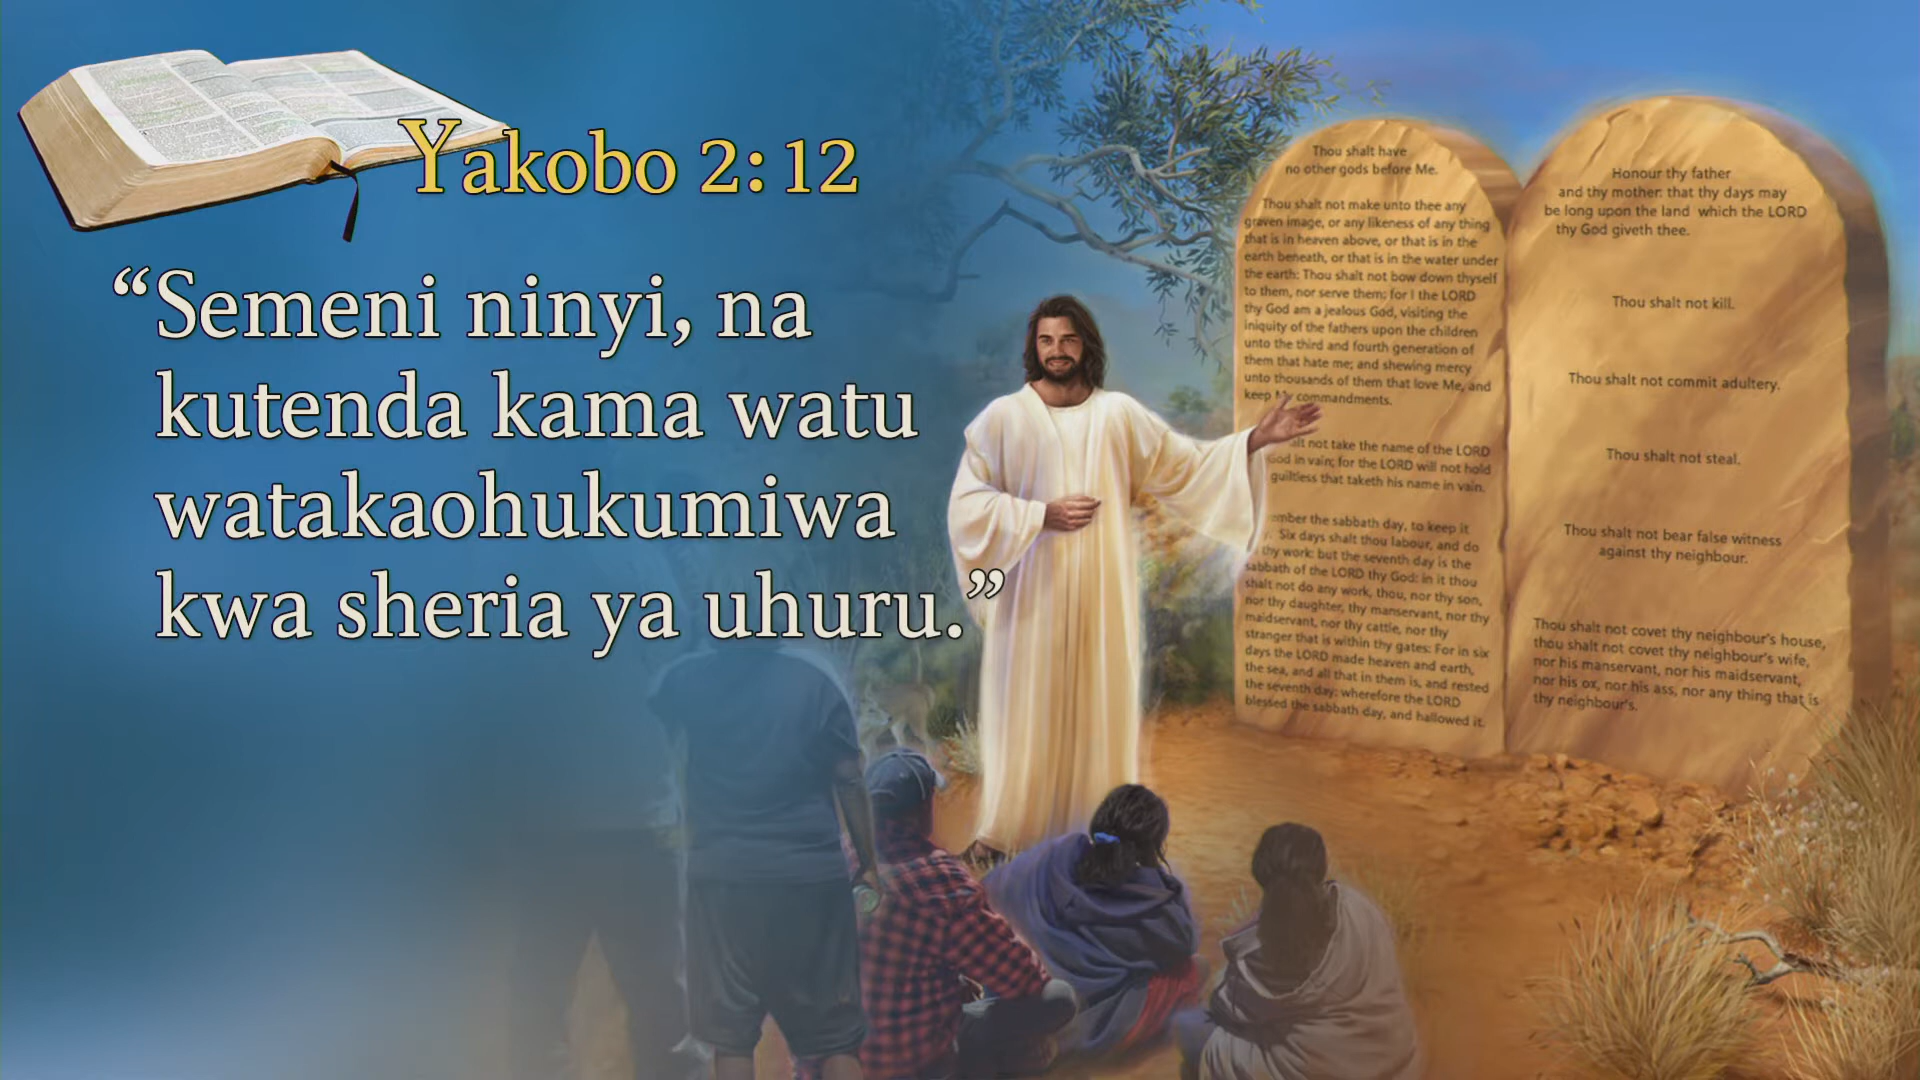 Yakobo 2:12
“Semeni ninyi, na
kutenda kama watu
watakaohukumiwa
kwa sheria ya uhuru.”
Thou shalt have
no other gods before Me.
Thou shalt not make unto thee any
graven image, or any likeness of any thing
that is in heaven above, or that is in the
earth beneath, or that is in the water under
the earth: Thou shalt not bow down thyself
to them, nor serve them; for I the LORD
thy God am a jealous God, visiting the
iniquity of the fathers upon the children
unto the third and fourth generation of
them that hate me; and shewing mercy
unto thousands of them that love Me, and
keep My commandments.
not take the name of the LORD
God in vain; for the LORD will not hold
guiltless that taketh his name in vain.
the sabbath day, to keep it
Six days shalt thou labour, and do
thy work: but the seventh day is the
sabbath of the LORD thy God: in it thou
shalt not do any work, thou, nor thy son,
nor thy daughter, thy manservant, nor thy
maidservant, nor thy cattle, nor thy
stranger that is within thy gates: For in six
days the LORD made heaven and earth,
the sea, and all that in them is, and rested
the seventh day: wherefore the LORD
blessed the sabbath day, and hallowed it.
Honour thy father
and thy mother: that thy days may
be long upon the land which the LORD
thy God giveth thee.
Thou shalt not kill.
Thou shalt not commit adultery.
Thou shalt not steal.
Thou shalt not bear false witness
against thy neighbour.
Thou shalt not covet thy neighbour's house,
thou shalt not covet thy neighbour's wife,
nor his manservant, nor his maidservant,
nor his ox, nor his ass, nor any thing that is
thy neighbour's.